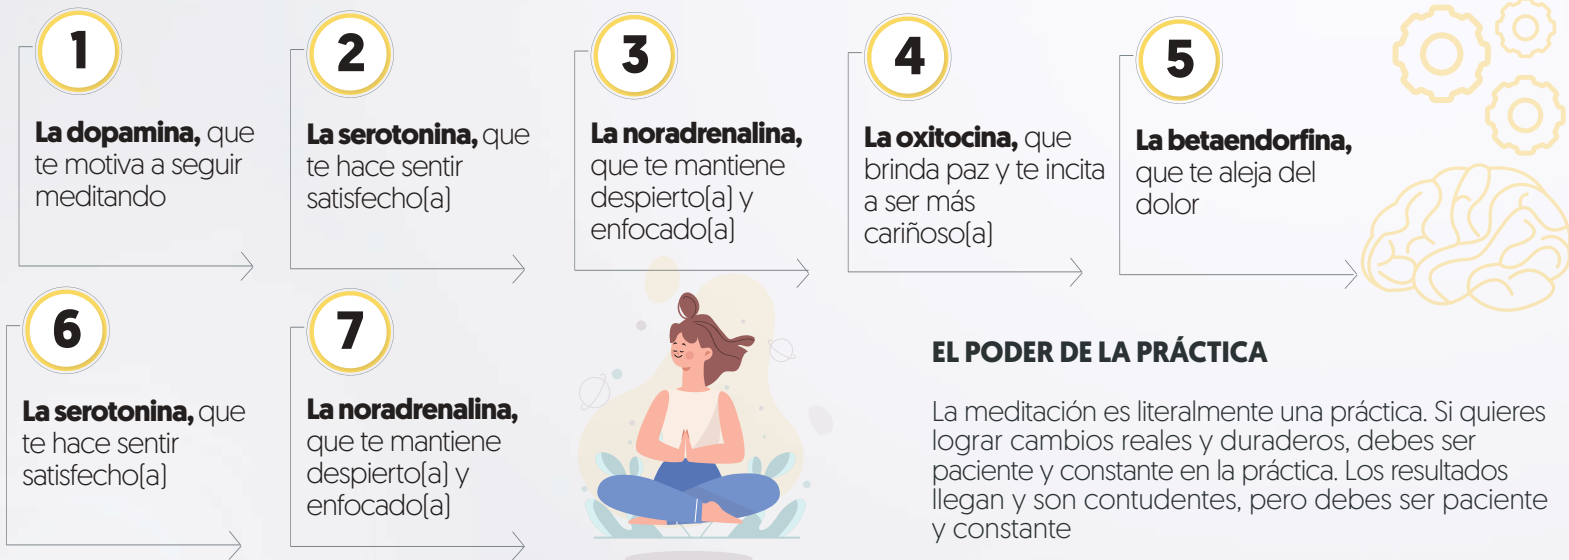 1
La dopamina, que
te motiva a seguir
meditando
2
La serotonina, que
te hace sentir
satisfecho(a)
3
La noradrenalina,
que te mantiene
despierto(a) y
enfocado(a)
4
La oxitocina, que
brinda paz y te incita
a ser más
cariñoso(a)
5
La betaendorfina,
que te aleja del
dolor
6
La serotonina, que
te hace sentir
satisfecho(a)
7
La noradrenalina,
que te mantiene
despierto(a) y
enfocado(a)
EL PODER DE LA PRÁCTICA
La meditación es literalmente una práctica. Si quieres
lograr cambios reales y duraderos, debes ser
paciente y constante en la práctica. Los resultados
llegan y son contudentes, pero debes ser paciente
y constante